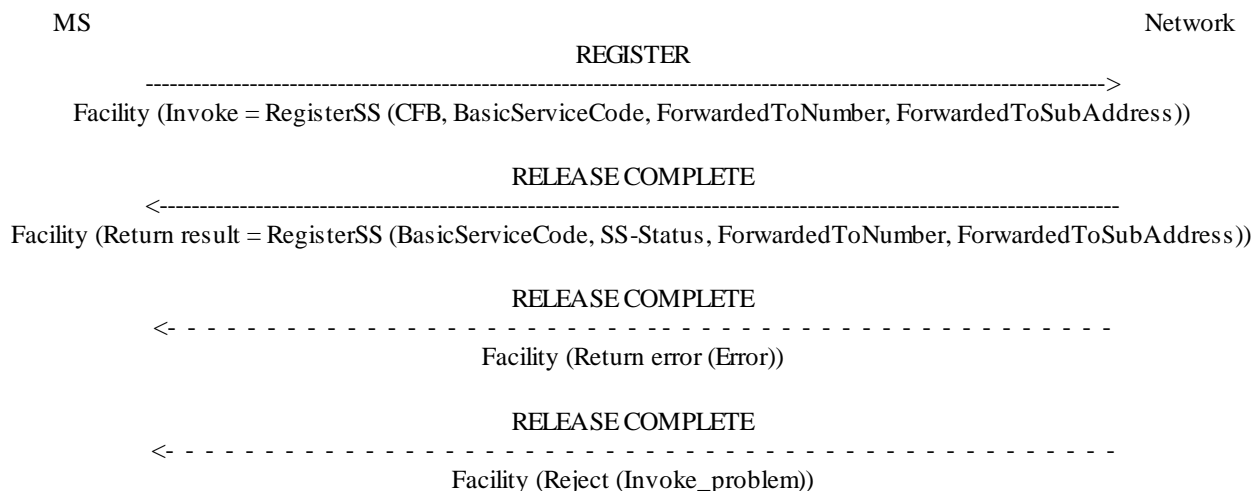 MS Network
REGISTER
Facility (Invoke = RegisterSS (CFB, BasicServiceCode, ForwardedToNumber, ForwardedToSubAddress))
RELEASE COMPLETE
Facility (Return result = RegisterSS (BasicServiceCode, SS-Status, ForwardedToNumber, ForwardedToSubAddress))
RELEASE COMPLETE
Facility (Return error (Error))
RELEASE COMPLETE
Facility (Reject (Invoke_problem))